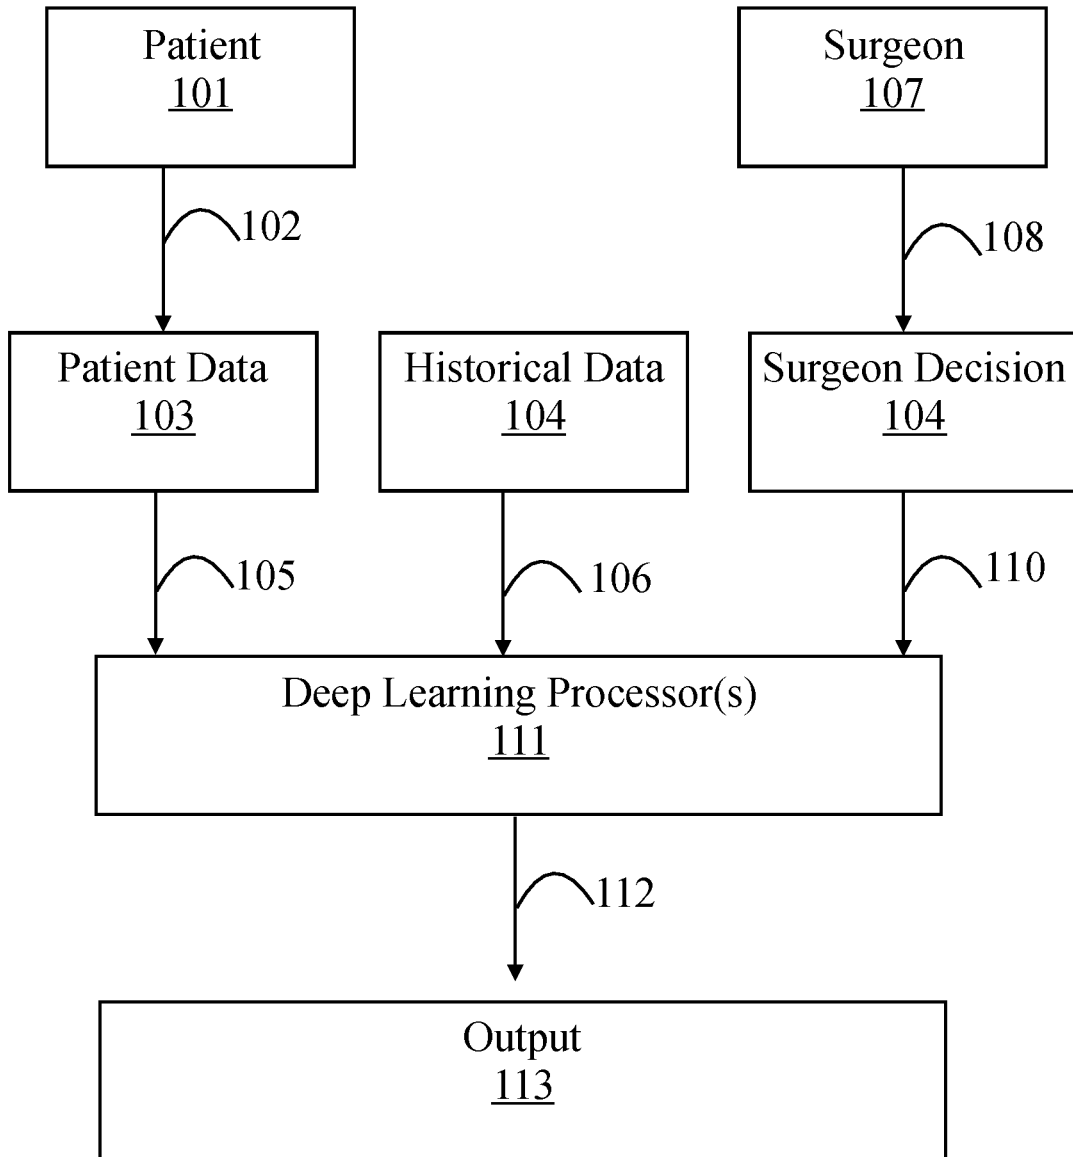 Patient
101
Surgeon
107
102
108
Patient Data
103
Historical Data
104
Surgeon Decision
104
105
106
110
Deep Learning Processor(s)
111
112
Output
113